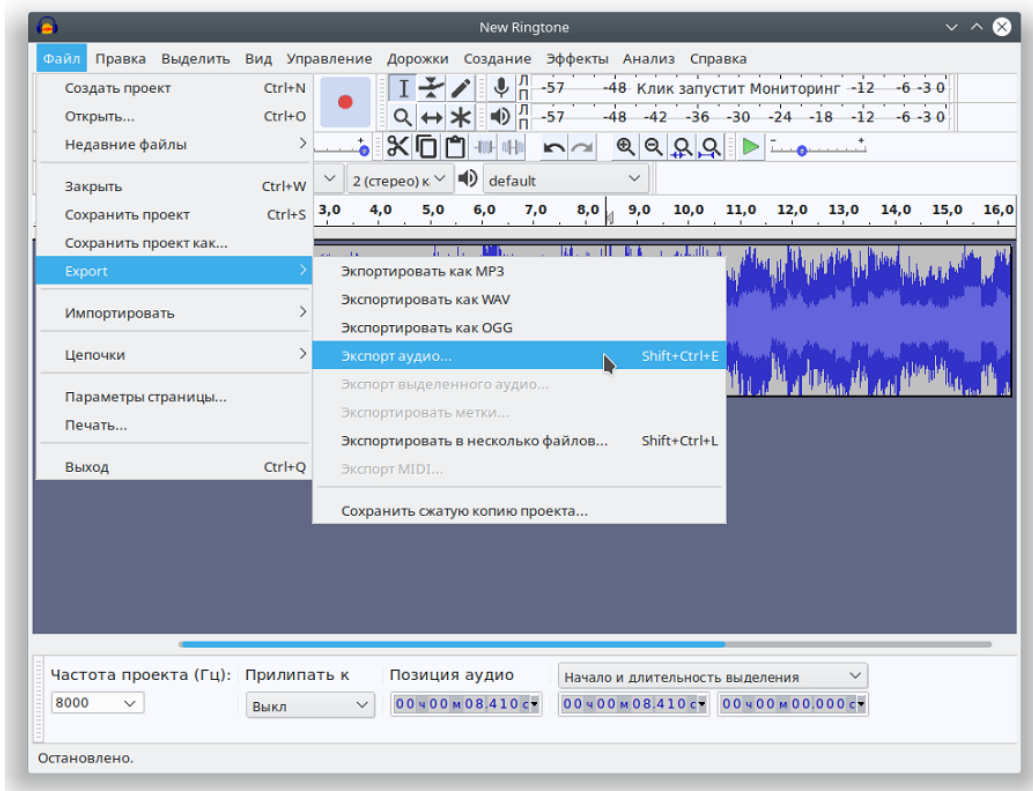 New Ringtone
Файл Правка Выделить Вид Управление Дорожки Создание Эффекты Анализ Справка
Создать проект Ctrl+N
Открыть... Ctrl+O
Недавние файлы
Закрыть Ctrl+W
Сохранить проект Ctrl+S
Сохранить проект как...
Export
Импортировать
Цепочки
Параметры страницы...
Печать...
Выход Ctrl+Q
Л П -57 -48 Клик запустит Мониторинг -12 -6 -3 0
Л П -57 -48 -42 -36 -30 -24 -18 -12 -6 -3 0
2 (стерео) к default
3,0 4,0 5,0 6,0 7,0 8,0 9,0 10,0 11,0 12,0 13,0 14,0 15,0 16,0
Экпортировать как MP3
Экспортировать как WAV
Экспортировать как OGG
Экспорт аудио... Shift+Ctrl+E
Экспорт выделенного аудио...
Экспортировать метки...
Экспортировать в несколько файлов... Shift+Ctrl+L
Экспорт MIDI...
Сохранить сжатую копию проекта...
Частота проекта (Гц): Прилипать к Позиция аудио Начало и длительность выделения
8000 Выкл 00 ч 00 м 08.410 с 00 ч 00 м 08.410 с 00 ч 00 м 00.000 с
Остановлено.